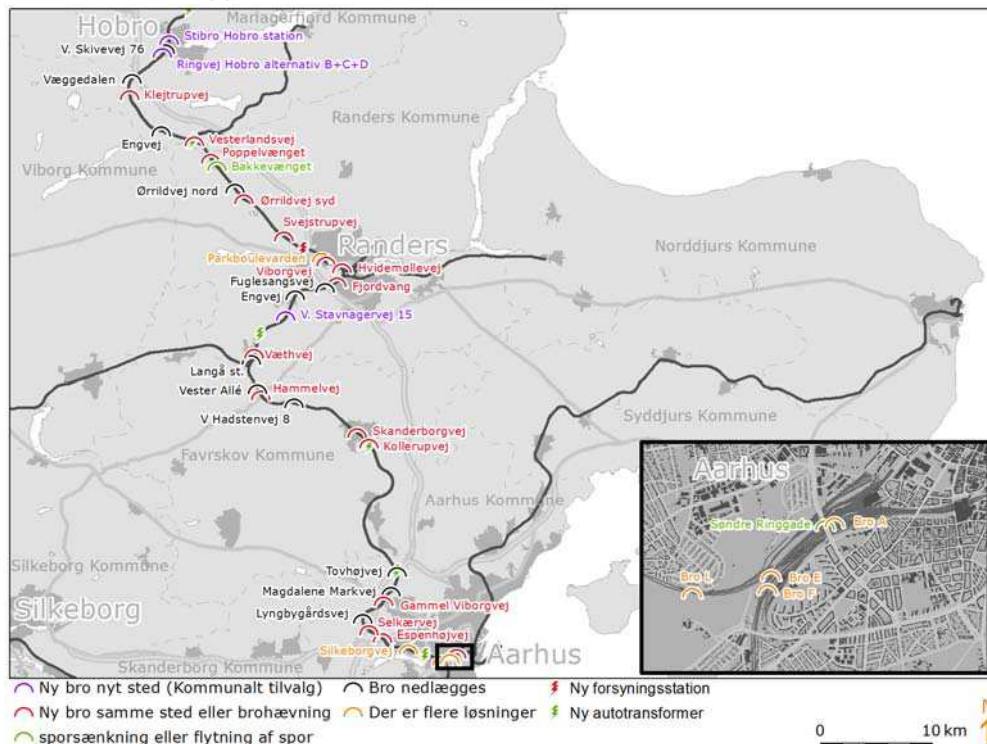 Hobro
Mariagerfjord Kommune
Stibro Hobro station
V. Skivevej 76
Ringvej Hobro alternativ B+C+D
Væggedalen
Klejtrupvej
Randers Kommune
Engvej
Vesterlandsvej
Poppelvænget
Bakkevænget
Viborg Kommune
Ørrildvej nord
Ørrildvej syd
Svejstrupvej
Randers
Norddjurs Kommune
Parkboulevarden
Viborgvej
Hvidemøllevej
Fuglesangsvej
Fjordvang
Engvej
V. Stavnagervej 15
Væthvej
Langå st.
Vester Allé
Hammelvej
V Hadstenvej 8
Syddjurs Kommune
Skanderborgvej
Kollerupvej
Favrskov Kommune
Aarhus Kommune
Aarhus
Søndre Ringgade
Bro A
Bro E
Bro L
Bro F
Silkeborg Kommune
Tovhøjvej
Magdalene Markvej
Gammel Viborgvej
Silkeborg
Lyngbygårdsvej
Selkærvej
Espenhøjvej
Silkeborgvej
Aarhus
Skanderborg Kommune
Ny bro nyt sted (Kommunalt tilvalg)
Bro nedlægges
Ny forsyningsstation
Ny bro samme sted eller brohævning
Der er flere løsninger
Ny autotransformer
sporsænkning eller flytning af spor
0 10 km